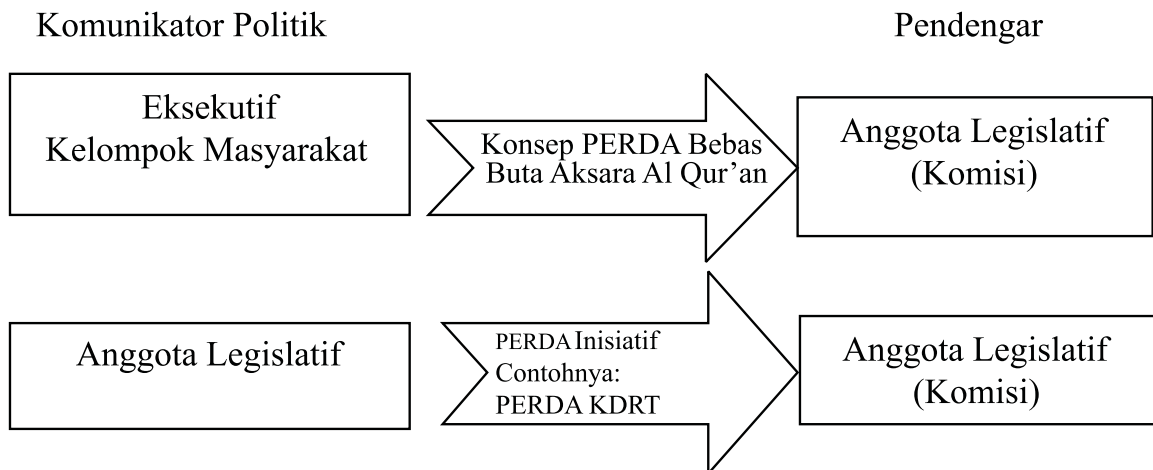 Komunikator Politik
Pendengar
Eksekutif
Kelompok Masyarakat
Konsep PERDA Bebas
Buta Aksara Al Qur’an
Anggota Legislatif
(Komisi)
Anggota Legislatif
PERDA Inisiatif
Contohnya:
PERDA KDRT
Anggota Legislatif
(Komisi)